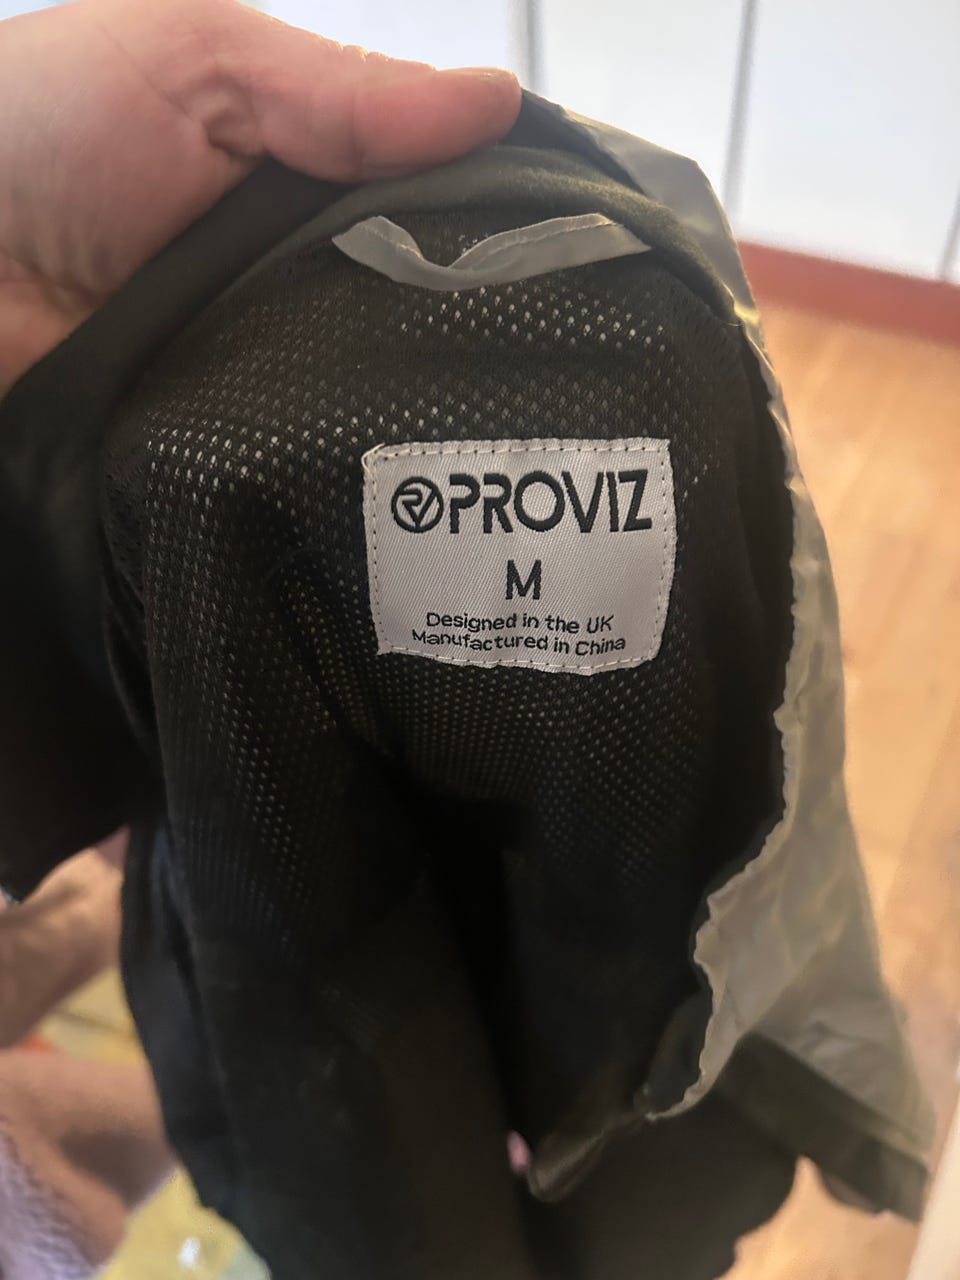 PROVIZ
M
Designed in the UK
Manufactured in China